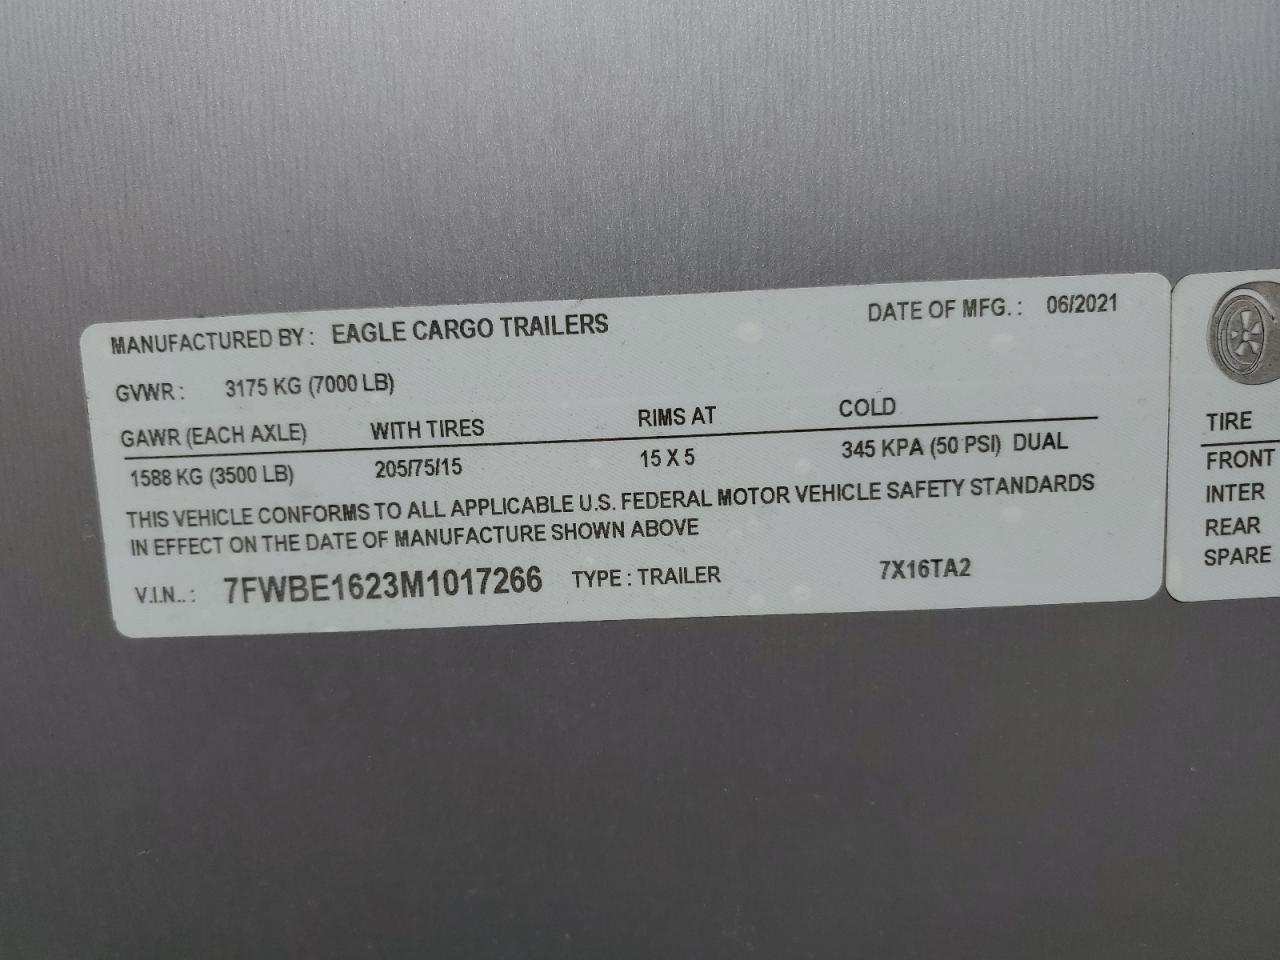 MANUFACTURED BY : EAGLE CARGO TRAILERS DATE OF MFG. : 06/2021
GVWR : 3175 KG (7000 LB)
GAWR (EACH AXLE) WITH TIRES RIMS AT COLD
1588 KG (3500 LB) 205/75/15 15 X 5 345 KPA (50 PSI) DUAL
THIS VEHICLE CONFORMS TO ALL APPLICABLE U.S. FEDERAL MOTOR VEHICLE SAFETY STANDARDS
IN EFFECT ON THE DATE OF MANUFACTURE SHOWN ABOVE
V.I.N.. : 7FWBE1623M1017266 TYPE : TRAILER 7X16TA2
TIRE
FRONT
INTER
REAR
SPARE